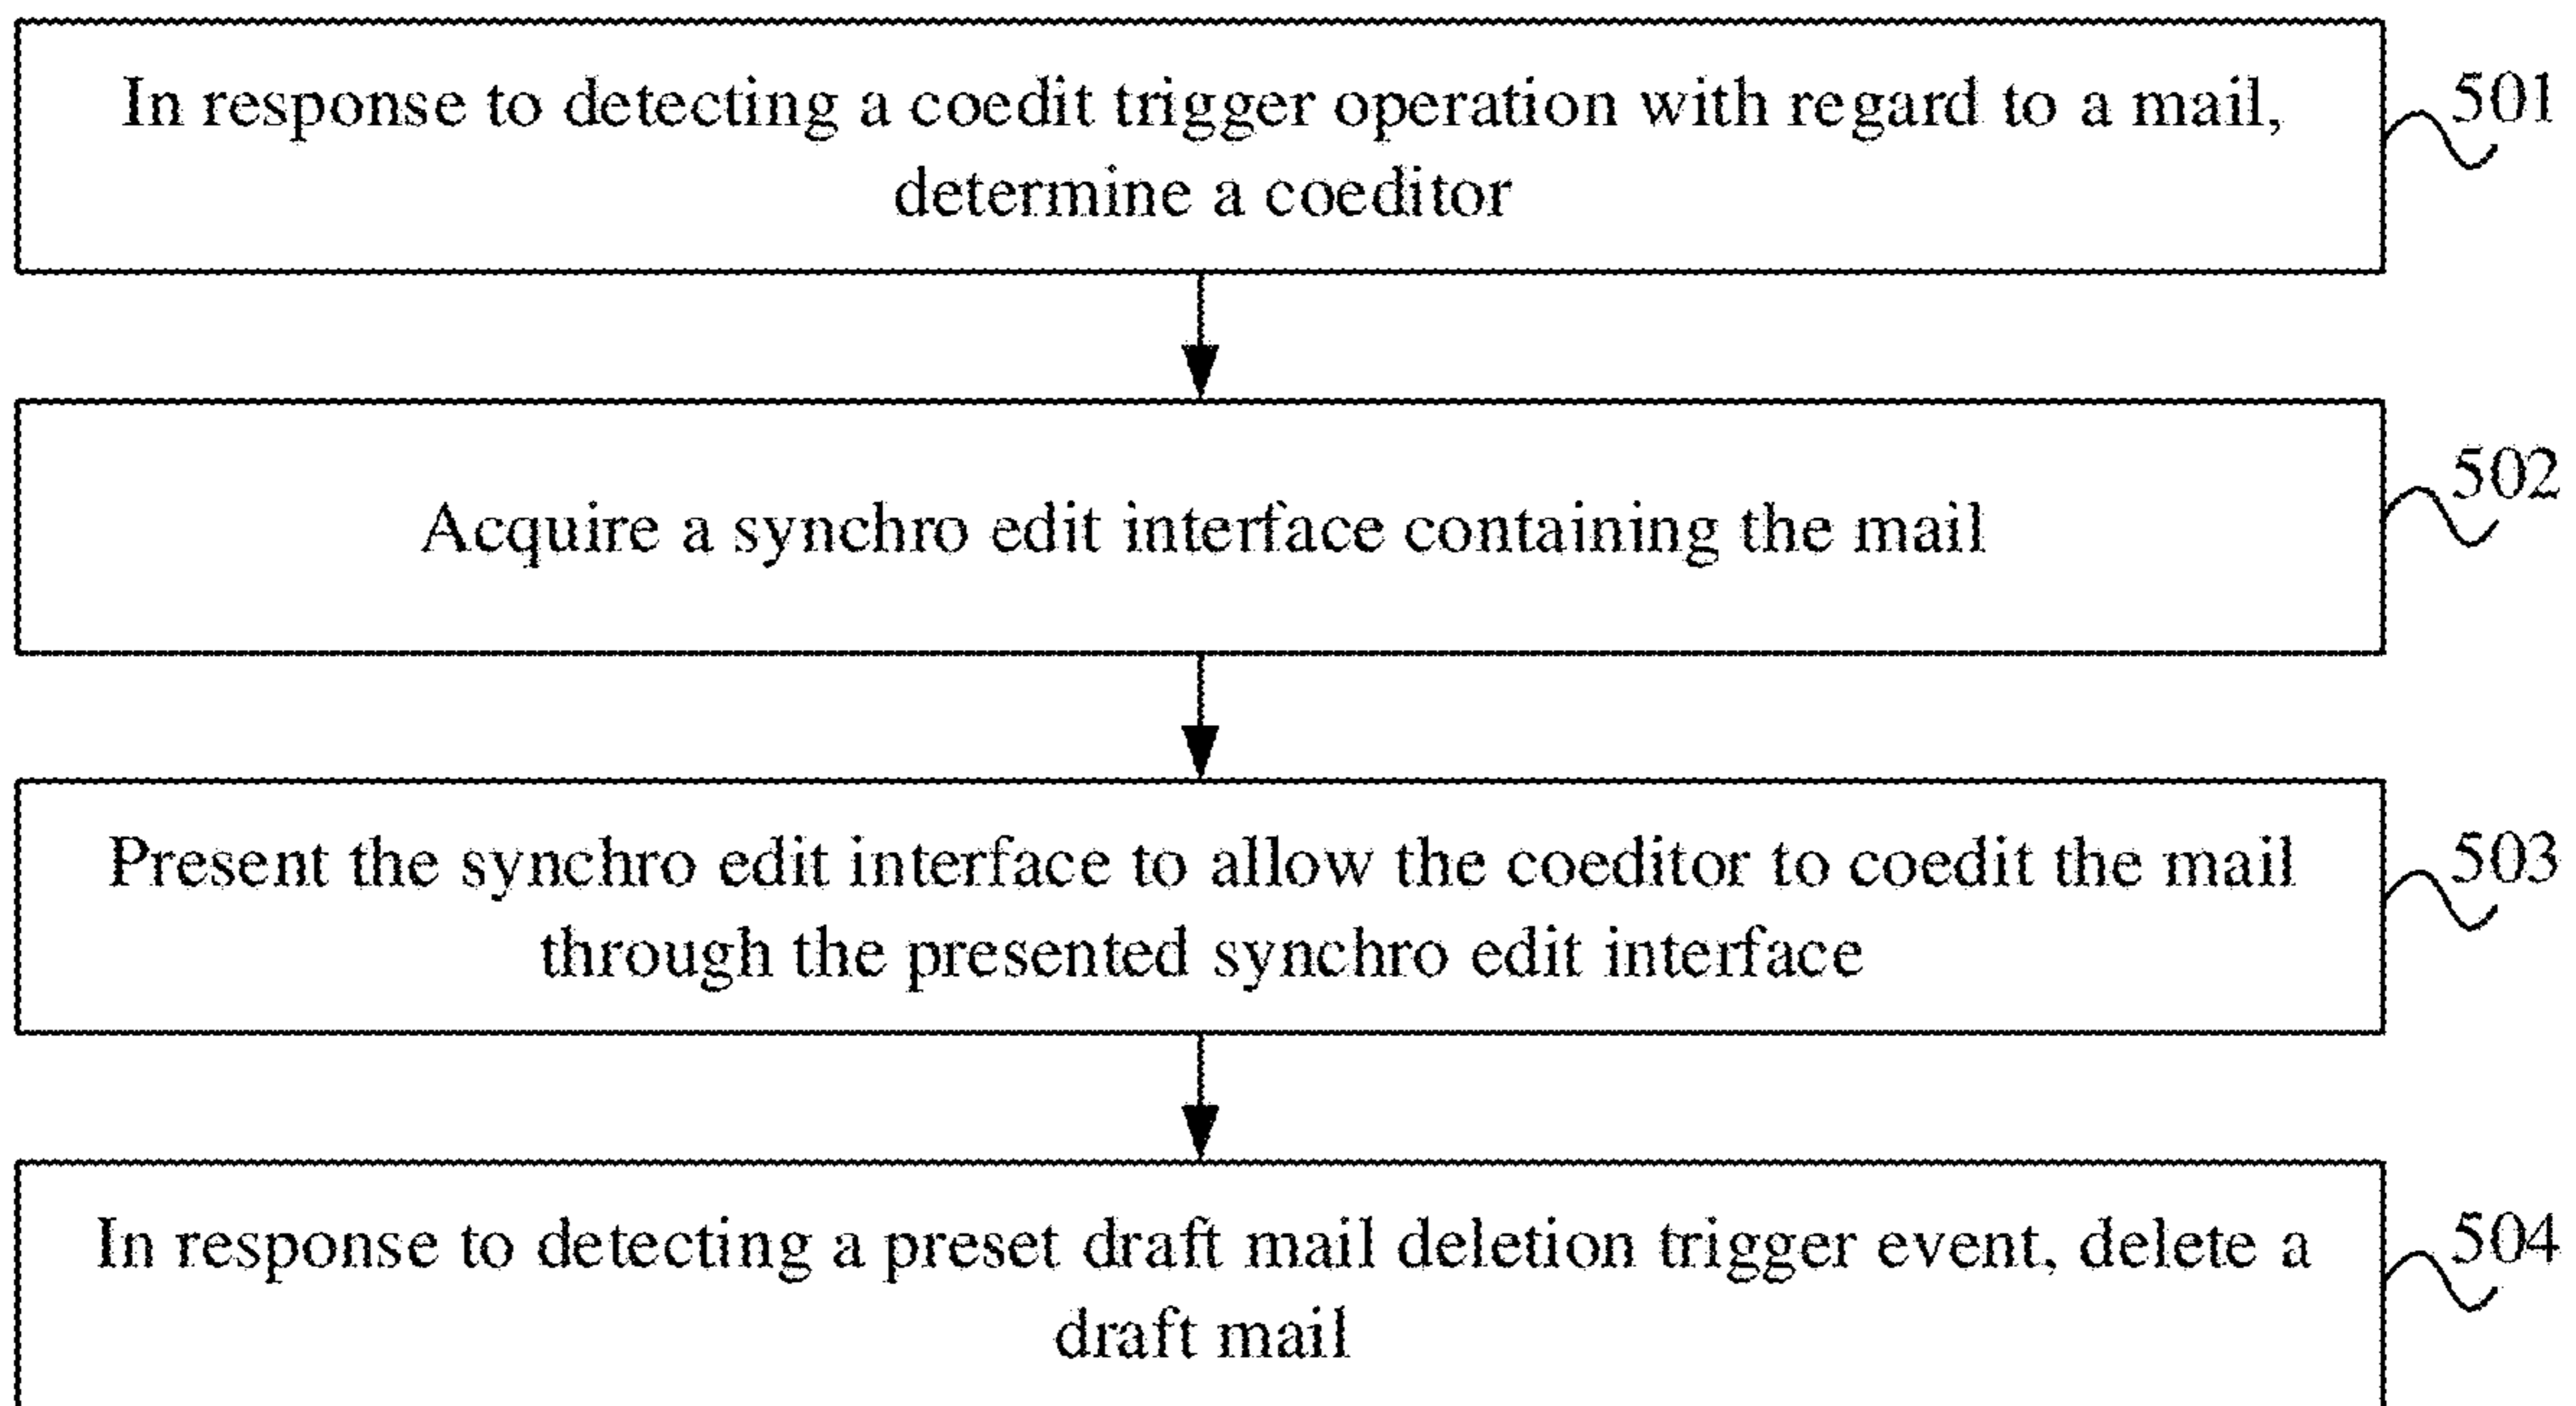 In response to detecting a coedit trigger operation with regard to a mail,
determine a coeditor
501
Acquire a synchro edit interface containing the mail
502
Present the synchro edit interface to allow the coeditor to coedit the mail
through the presented synchro edit interface
503
In response to detecting a preset draft mail deletion trigger event, delete a
draft mail
504